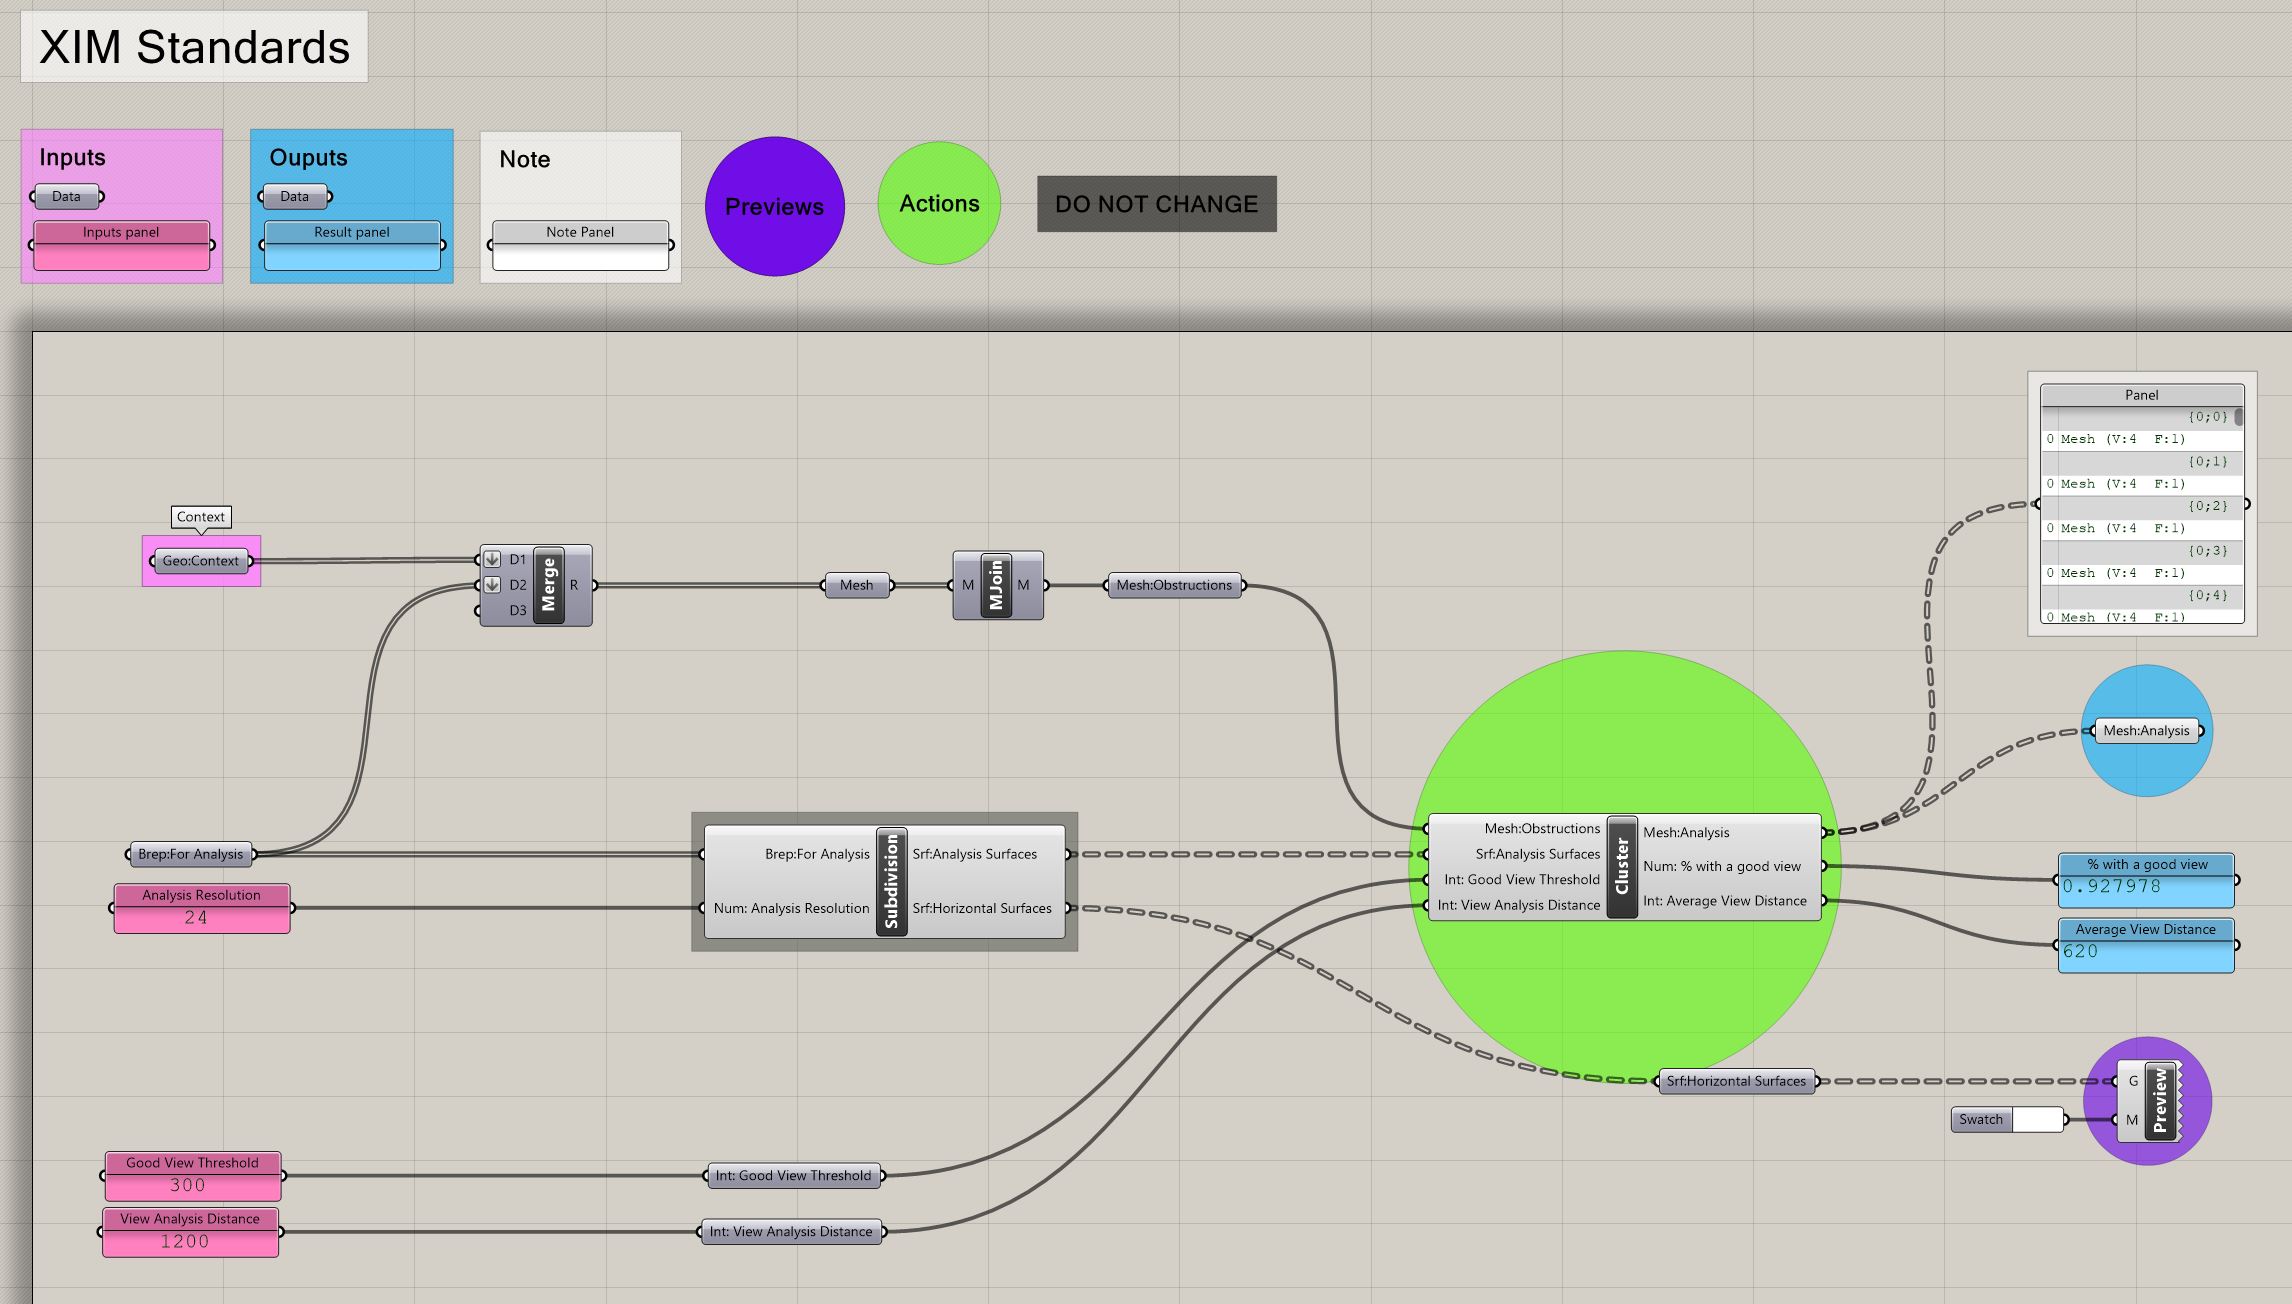 XIM Standards
Inputs
Data
Inputs panel
Ouputs
Data
Result panel
Note
Note Panel
Previews
Actions
DO NOT CHANGE
Context
Geo:Context
D1
D2
D3
Merge
R
Mesh
M
MJoin
M
Mesh:Obstructions
Panel
{0;0}
0 Mesh (V:4 F:1)
{0;1}
0 Mesh (V:4 F:1)
{0;2}
0 Mesh (V:4 F:1)
{0;3}
0 Mesh (V:4 F:1)
{0;4}
0 Mesh (V:4 F:1)
Mesh:Analysis
Brep:For Analysis
Analysis Resolution
24
Brep:For Analysis
Num: Analysis Resolution
Subdivision
Srf:Analysis Surfaces
Srf:Horizontal Surfaces
Mesh:Obstructions
Srf:Analysis Surfaces
Int: Good View Threshold
Int: View Analysis Distance
Cluster
Mesh:Analysis
Num: % with a good view
Int: Average View Distance
% with a good view
0.927978
Average View Distance
620
Srf:Horizontal Surfaces
Swatch
G
M
Preview
Good View Threshold
300
Int: Good View Threshold
View Analysis Distance
1200
Int: View Analysis Distance